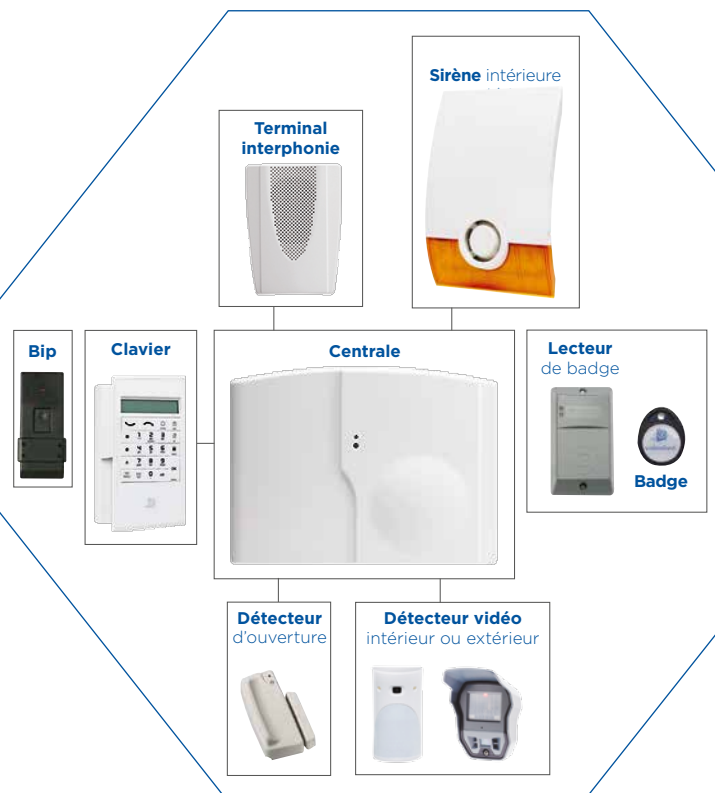 Sirène intérieure
Terminal
interphonie
Bip
Clavier
Centrale
Lecteur
de badge
Badge
Détecteur
d'ouverture
Détecteur vidéo
intérieur ou extérieur